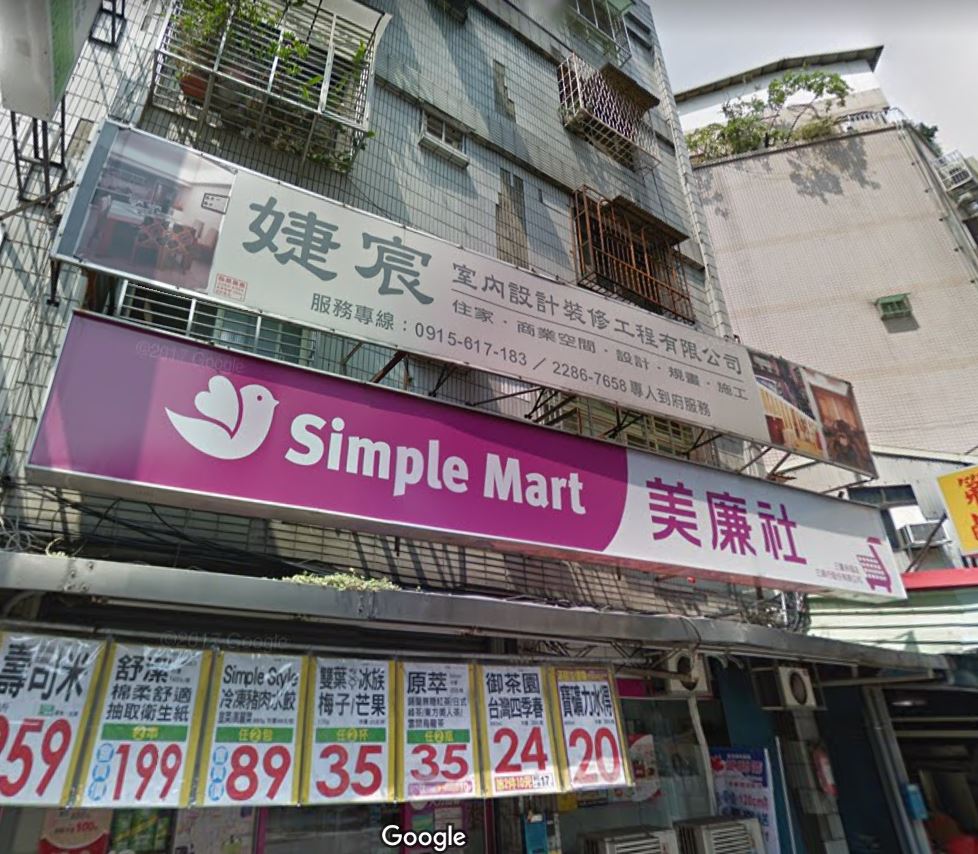 婕宸
室內設計裝修工程有限公司
住家．商業空間．設計．規畫．施工
服務專線：0915-617-183／2286-7658 專人到府服務
©2017 Google
Simple Mart
美廉社
壽司米
舒潔
棉柔舒適
抽取衛生紙
199
Simple Style
冷凍豬肉水餃
任2包
89
雙葉 冰族
梅子/芒果
任2杯
35
原萃
任2瓶
35
御茶園
台灣四季春
24
寶礦力水得
20
©2017 Google
Google